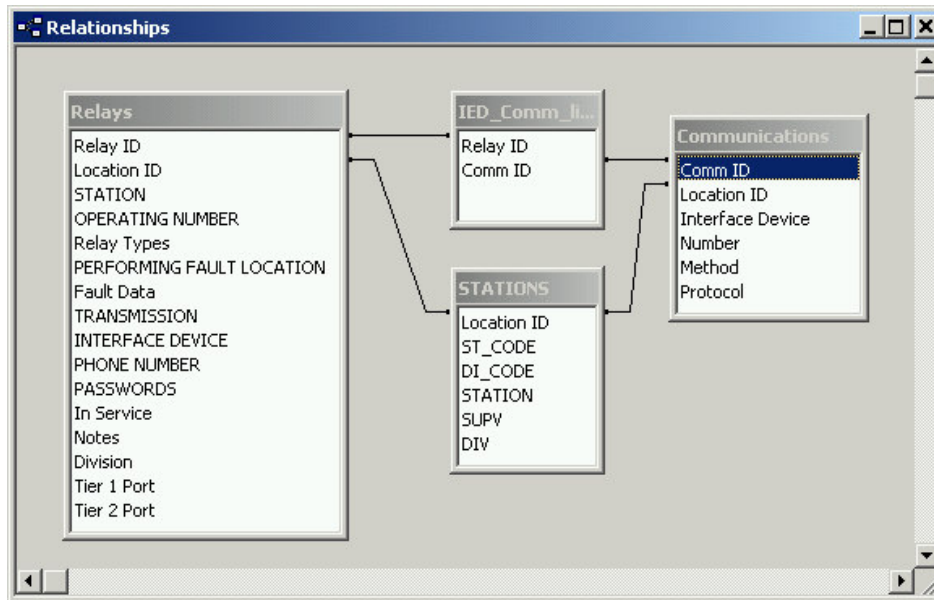 Relationships
Relays
Relay ID
Location ID
STATION
OPERATING NUMBER
Relay Types
PERFORMING FAULT LOCATION
Fault Data
TRANSMISSION
INTERFACE DEVICE
PHONE NUMBER
PASSWORDS
In Service
Notes
Division
Tier 1 Port
Tier 2 Port
IED_Comm_li...
Relay ID
Comm ID
STATIONS
Location ID
ST_CODE
DI_CODE
STATION
SUPV
DIV
Communications
Comm ID
Location ID
Interface Device
Number
Method
Protocol